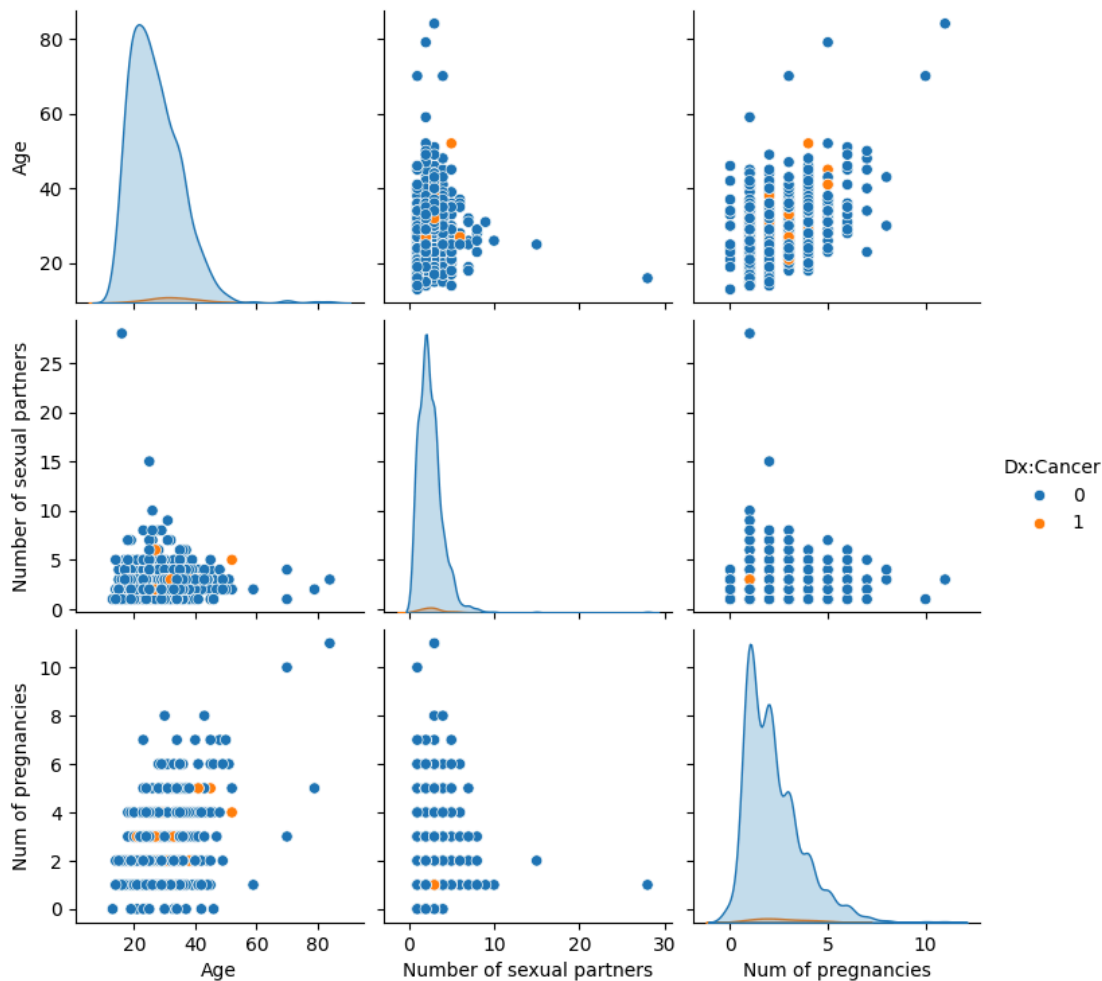 80
60
40
20
Age
25
20
15
10
5
0
Number of sexual partners
10
8
6
4
2
0
Num of pregnancies
20 40 60 80
Age
0 10 20 30
Number of sexual partners
0 5 10
Num of pregnancies
Dx:Cancer
0
1